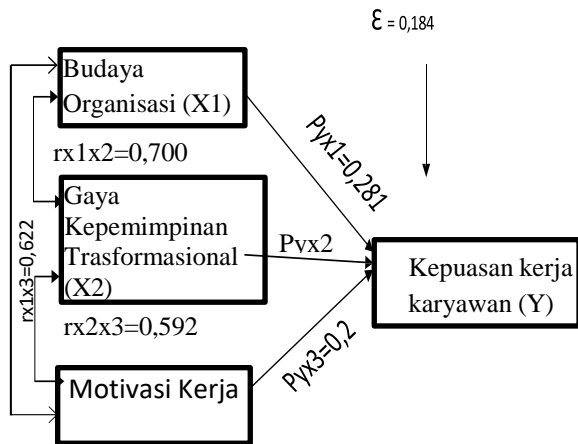 Ɛ = 0,184
Budaya
Organisasi (X1)
Pyx1=0,281
rx1x2=0,700
Gaya
Kepemimpinan
Trasformasional
(X2)
Pyx2
Kepuasan kerja
karyawan (Y)
rx1x3=0,622
rx2x3=0,592
Pyx3=0,2
Motivasi Kerja